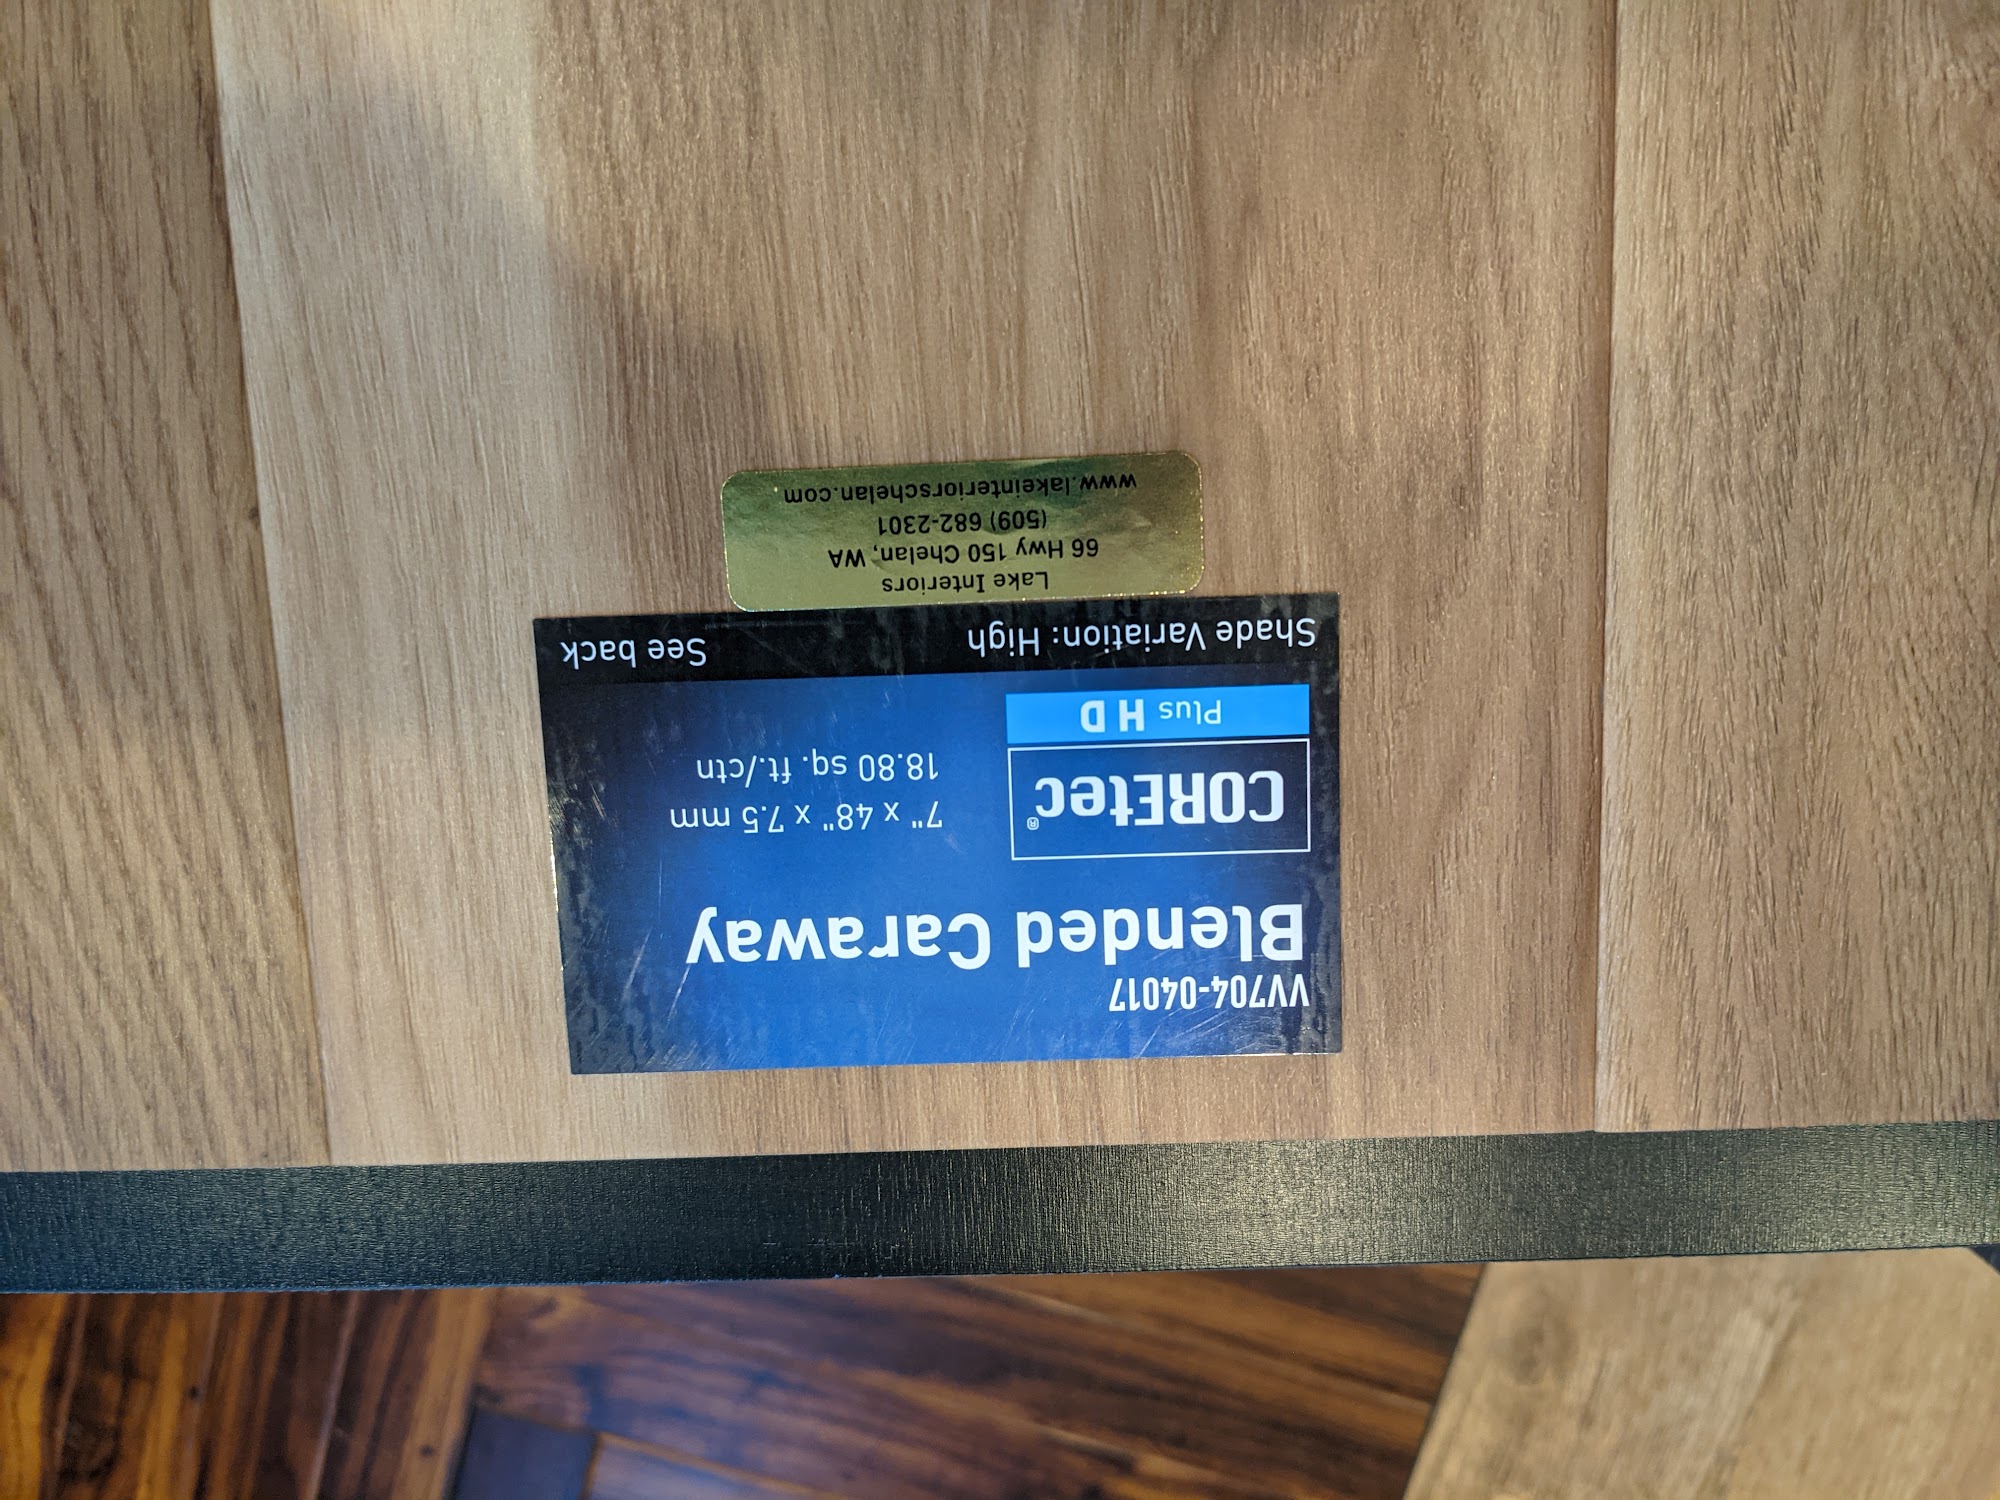 VV704-04017
Blended Caraway
COREtec®
Plus HD
7" x 48" x 7.5 mm
18.80 sq. ft./ctn
Shade Variation: High
See back
Lake Interiors
66 Hwy 150 Chelan, WA
(509) 682-2301
www.lakeinteriorschelan.com